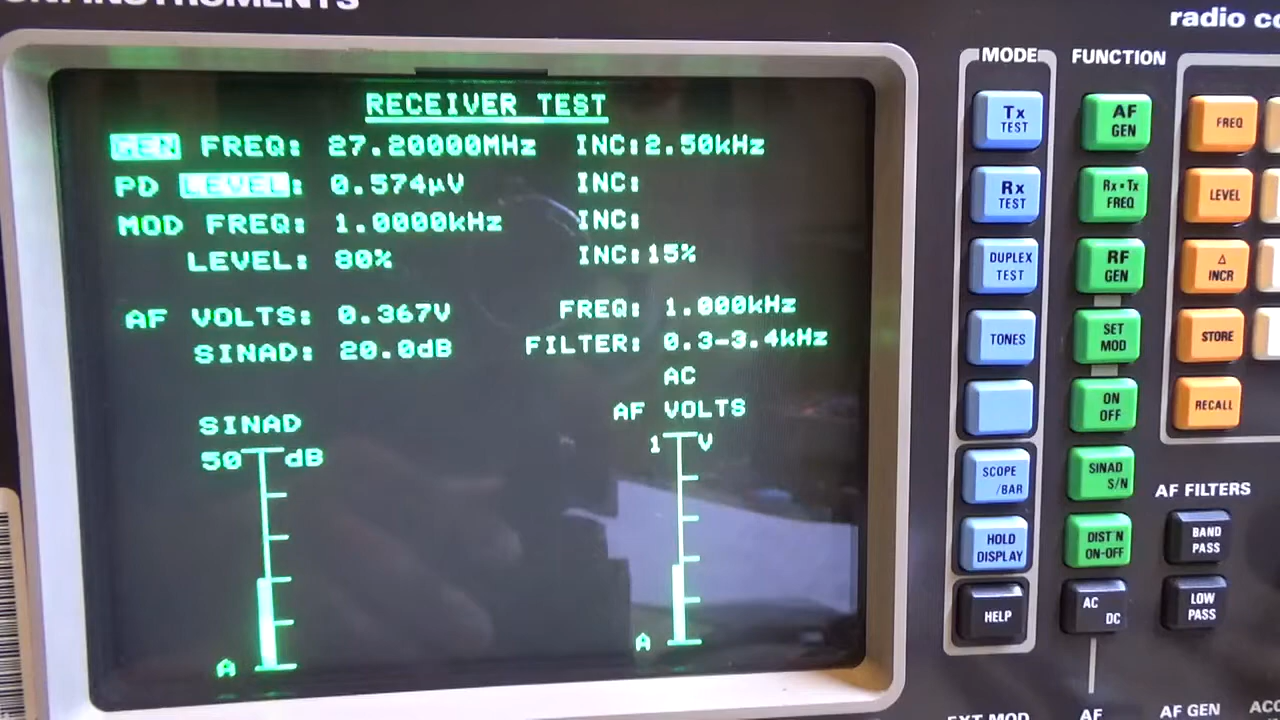 INSTRUMENTS
radio
RECEIVER TEST
GEN FREQ: 27.20000MHz INC:2.50kHz
PD LEVEL: 0.574µV INC:
MOD FREQ: 1.0000kHz INC:
LEVEL: 80% INC:15%
AF VOLTS: 0.367V FREQ: 1.000kHz
SINAD: 20.0dB FILTER: 0.3-3.4kHz
AC
SINAD AF VOLTS
50 dB 1 V
A A
MODE
Tx
TEST
Rx
TEST
DUPLEX
TEST
TONES
SCOPE
/BAR
HOLD
DISPLAY
HELP
FUNCTION
AF
GEN
Rx•Tx
FREQ
RF
GEN
SET
MOD
ON
OFF
SINAD
S/N
DIST'N
ON-OFF
AC
DC
FREQ
LEVEL
Δ
INCR
STORE
RECALL
AF FILTERS
BAND
PASS
LOW
PASS
EXT MOD AF AF GEN